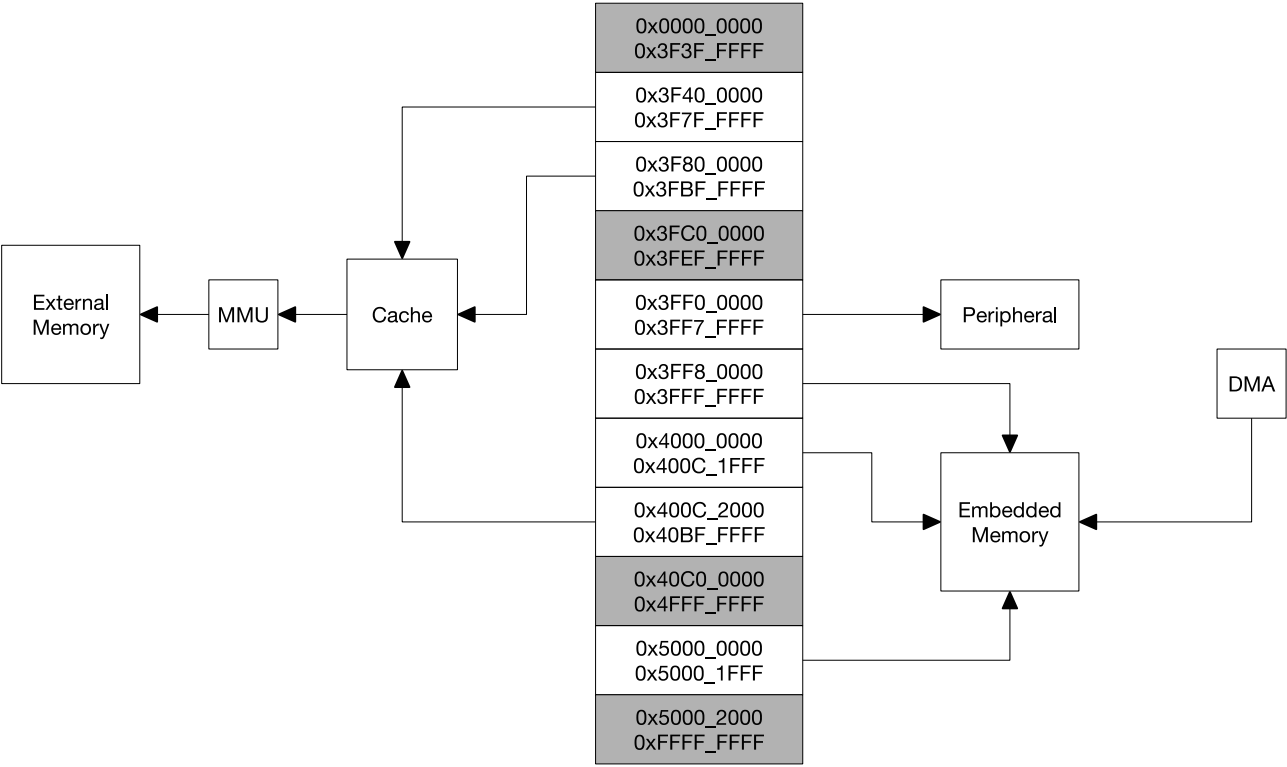 0x0000_0000
0x3F3F_FFFF
0x3F40_0000
0x3F7F_FFFF
0x3F80_0000
0x3FBF_FFFF
0x3FC0_0000
0x3FEF_FFFF
External
Memory
MMU
Cache
0x3FF0_0000
0x3FF7_FFFF
Peripheral
0x3FF8_0000
0x3FFF_FFFF
DMA
0x4000_0000
0x400C_1FFF
0x400C_2000
0x40BF_FFFF
Embedded
Memory
0x40C0_0000
0x4FFF_FFFF
0x5000_0000
0x5000_1FFF
0x5000_2000
0xFFFF_FFFF